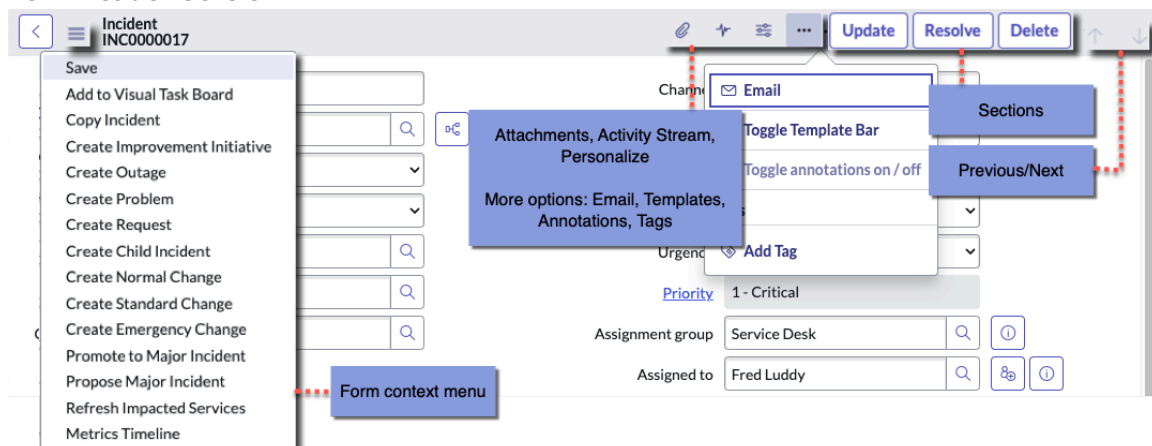 Incident
INC0000017
Update
Resolve
Delete
Save
Add to Visual Task Board
Copy Incident
Create Improvement Initiative
Create Outage
Create Problem
Create Request
Create Child Incident
Create Normal Change
Create Standard Change
Create Emergency Change
Promote to Major Incident
Propose Major Incident
Refresh Impacted Services
Metrics Timeline
Form context menu
Attachments, Activity Stream,
Personalize
More options: Email, Templates,
Annotations, Tags
Email
Toggle Template Bar
Toggle annotations on / off
Add Tag
Sections
Previous/Next
Priority
1 - Critical
Assignment group
Service Desk
Assigned to
Fred Luddy